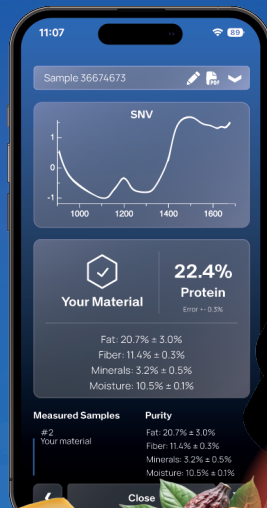 11:07
89
Sample 36674673
PDF
SNV
1
0
-1
1000 1200 1400 1600
22.4%
Protein
Your Material
Error +- 0.3%
Fat: 20.7% ± 3.0%
Fiber: 11.4% ± 0.3%
Minerals: 3.2% ± 0.5%
Moisture: 10.5% ± 0.1%
Measured Samples
#2
Your material
Purity
Fat: 20.7% ± 3.0%
Fiber: 11.4% ± 0.3%
Minerals: 3.2% ± 0.5%
Moisture: 10.5% ± 0.1%
Close